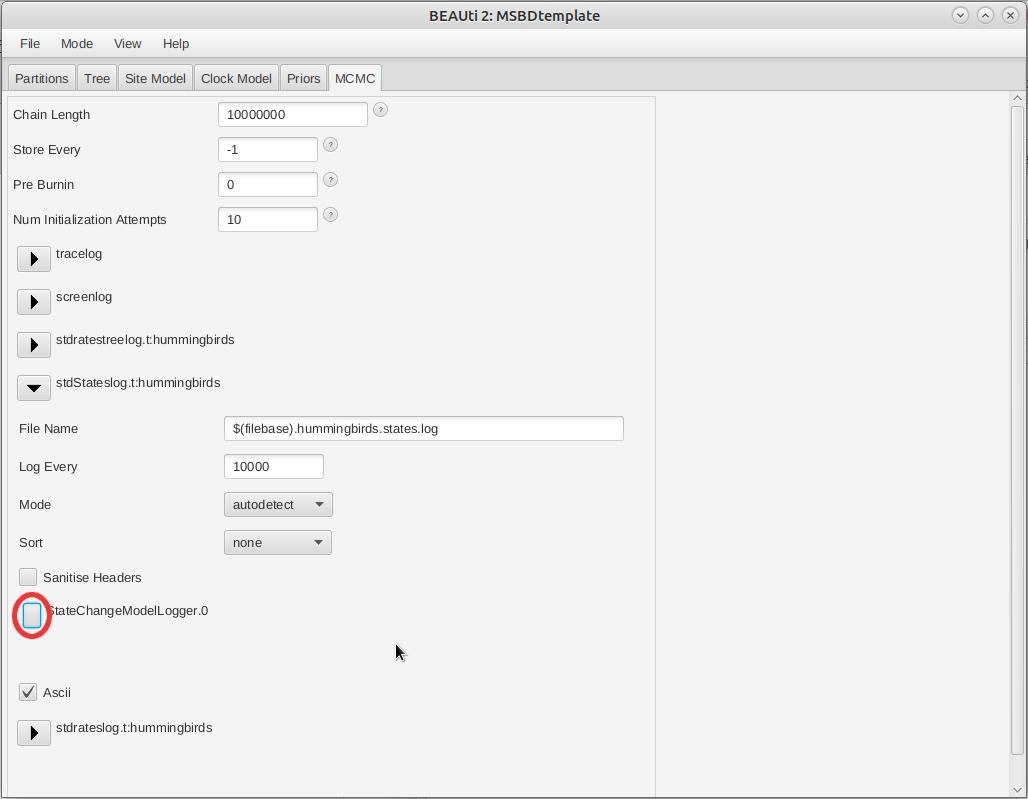 BEAUti 2: MSBDtemplate
File Mode View Help
Partitions Tree Site Model Clock Model Priors MCMC
Chain Length 10000000 ?
Store Every -1 ?
Pre Burnin 0 ?
Num Initialization Attempts 10 ?
tracelog
screenlog
stdratestreelog.t:hummingbirds
stdStateslog.t:hummingbirds
File Name $(filebase).hummingbirds.states.log
Log Every 10000
Mode autodetect
Sort none
Sanitise Headers
StateChangeModelLogger.0
Ascii
stdrateslog.t:hummingbirds